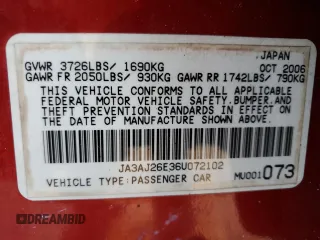 JAPAN
GVWR 3726LBS/ 1690KG OCT 2006
GAWR FR 2050LBS/ 930KG GAWR RR 1742LBS/ 790KG
THIS VEHICLE CONFORMS TO ALL APPLICABLE
FEDERAL MOTOR VEHICLE SAFETY, BUMPER, AND
THEFT PREVENTION STANDARDS IN EFFECT ON
THE DATE OF MANUFACTURE SHOWN ABOVE.
JA3AJ26E36U072102
VEHICLE TYPE:PASSENGER CAR MU001073
DREAMBID